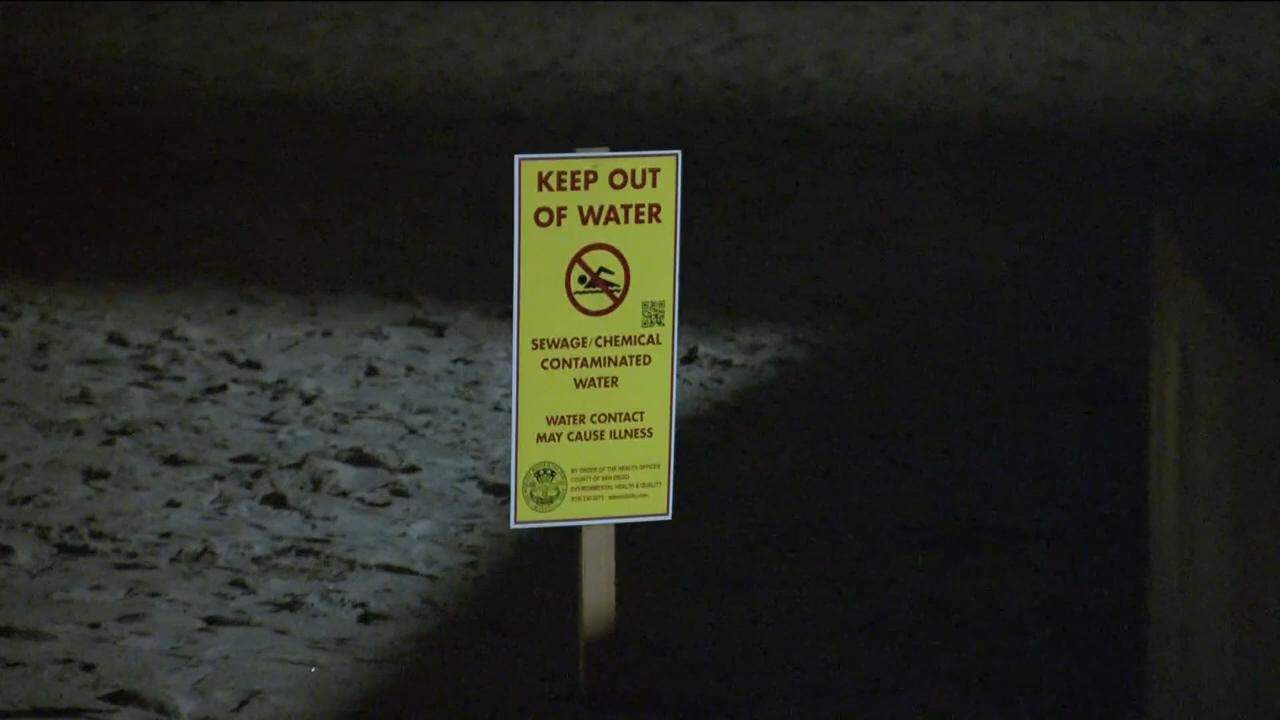 KEEP OUT
OF WATER
SEWAGE/CHEMICAL
CONTAMINATED
WATER
WATER CONTACT
MAY CAUSE ILLNESS
BY ORDER OF THE HEALTH OFFICER
COUNTY OF SAN DIEGO
ENVIRONMENTAL HEALTH & QUALITY